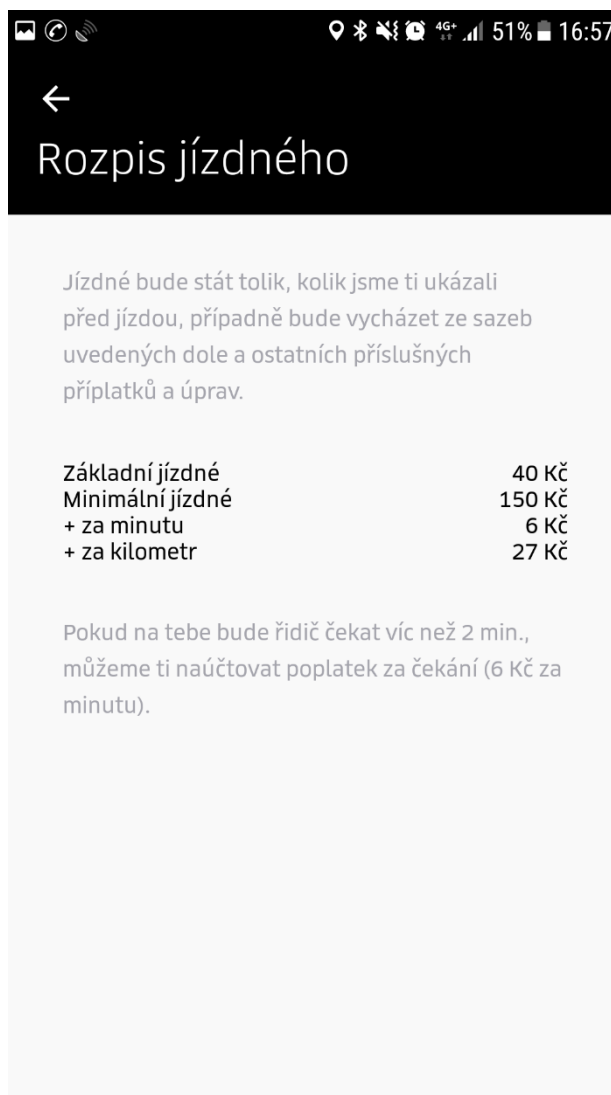 4G+ 51% 16:57
Rozpis jízdného
Jízdné bude stát tolik, kolik jsme ti ukázali
před jízdou, případně bude vycházet ze sazeb
uvedených dole a ostatních příslušných
příplatků a úprav.
Základní jízdné 40 Kč
Minimální jízdné 150 Kč
+ za minutu 6 Kč
+ za kilometr 27 Kč
Pokud na tebe bude řidič čekat víc než 2 min.,
můžeme ti naúčtovat poplatek za čekání (6 Kč za
minutu).